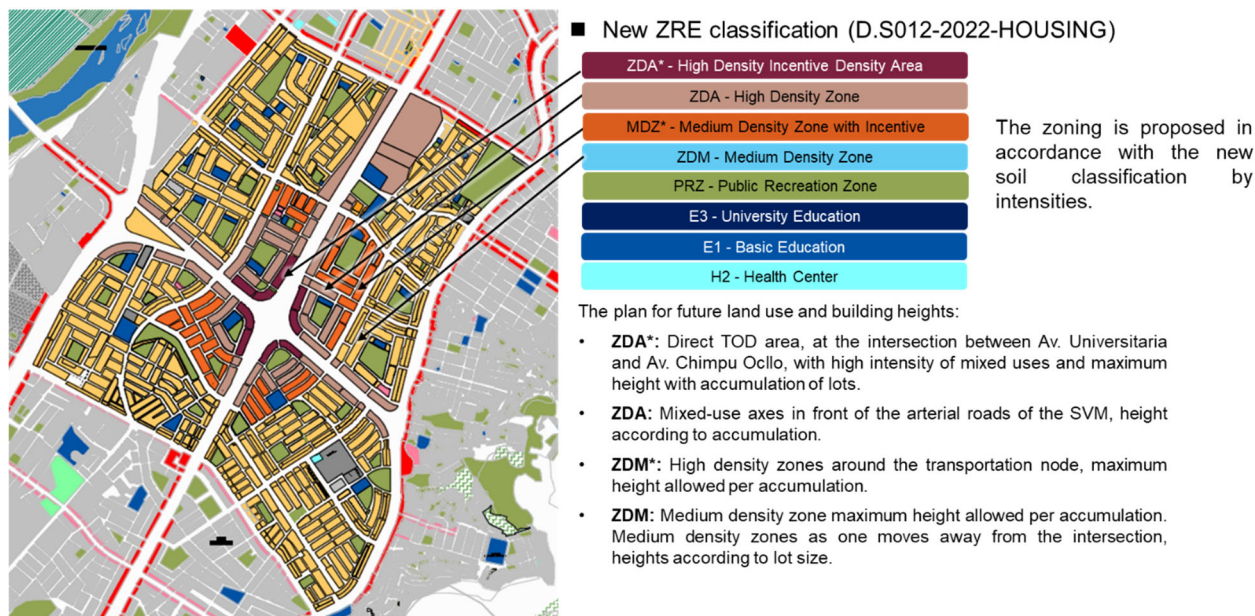 ■ New ZRE classification (D.S012-2022-HOUSING)
ZDA* - High Density Incentive Density Area
ZDA - High Density Zone
MDZ* - Medium Density Zone with Incentive
ZDM - Medium Density Zone
PRZ - Public Recreation Zone
E3 - University Education
E1 - Basic Education
H2 - Health Center
The zoning is proposed in
accordance with the new
soil classification by
intensities.
The plan for future land use and building heights:
• ZDA*: Direct TOD area, at the intersection between Av. Universitaria
and Av. Chimpu Ocllo, with high intensity of mixed uses and maximum
height with accumulation of lots.
• ZDA: Mixed-use axes in front of the arterial roads of the SVM, height
according to accumulation.
• ZDM*: High density zones around the transportation node, maximum
height allowed per accumulation.
• ZDM: Medium density zone maximum height allowed per accumulation.
Medium density zones as one moves away from the intersection,
heights according to lot size.